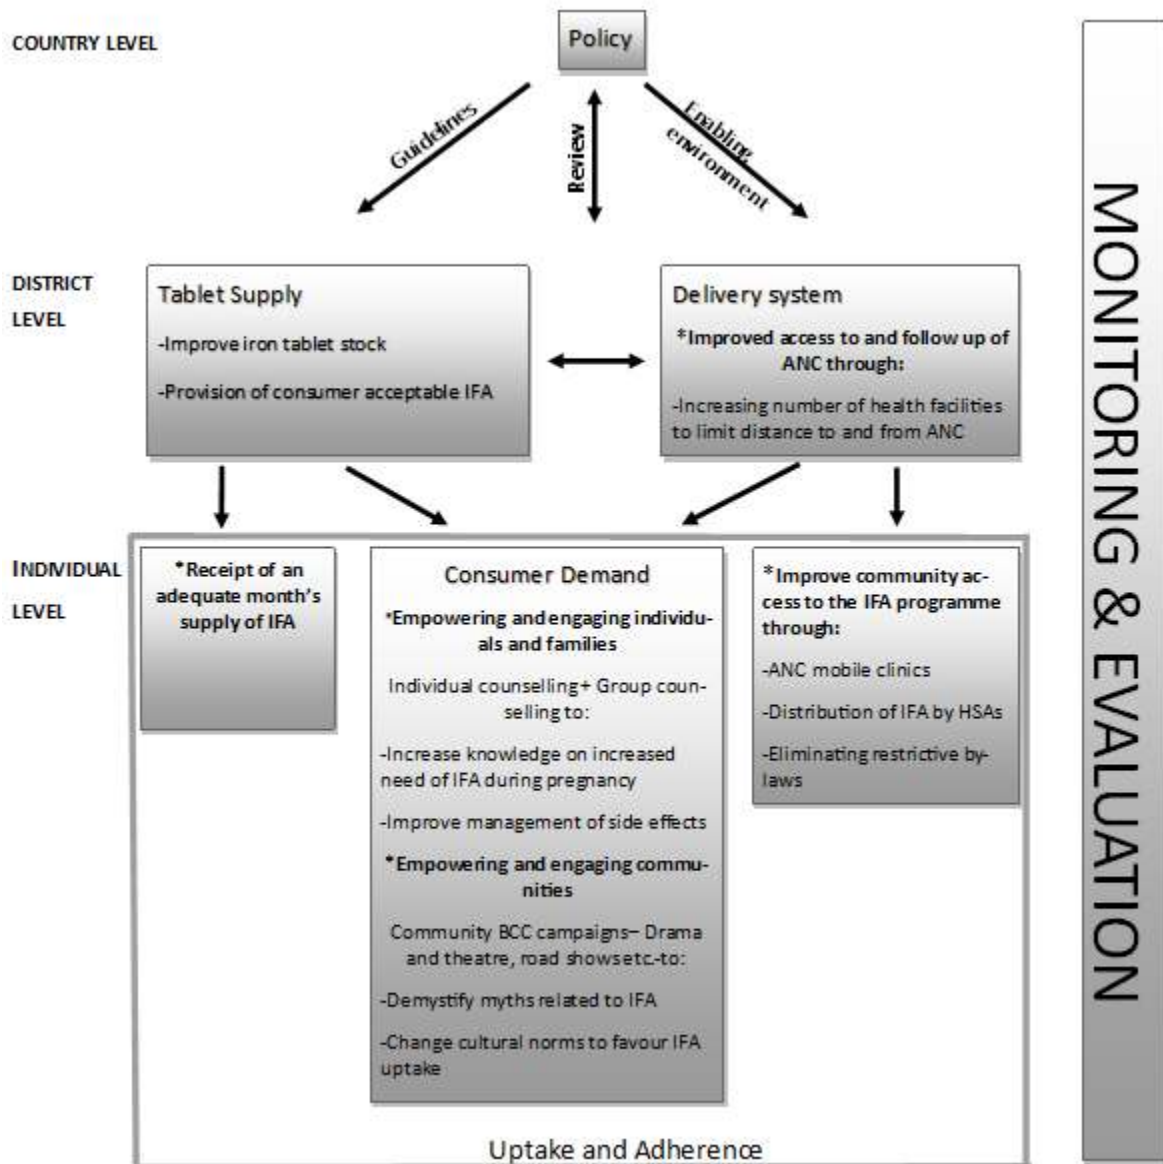 COUNTRY LEVEL
Policy
Guidelines
Review
Enabling
environment
DISTRICT
LEVEL
Tablet Supply
-Improve iron tablet stock
-Provision of consumer acceptable IFA
Delivery system
*Improved access to and follow up of
ANC through:
-Increasing number of health facilities
to limit distance to and from ANC
INDIVIDUAL
LEVEL
*Receipt of an
adequate month's
supply of IFA
Consumer Demand
*Empowering and engaging individu-
als and families
Individual counselling+ Group coun-
selling to:
-Increase knowledge on increased
need of IFA during pregnancy
-Improve management of side effects
*Empowering and engaging commu-
nities
Community BCC campaigns– Drama
and theatre, road shows etc.-to:
-Demystify myths related to IFA
-Change cultural norms to favour IFA
uptake
*Improve community ac-
cess to the IFA programme
through:
-ANC mobile clinics
-Distribution of IFA by HSAs
-Eliminating restrictive by-
laws
Uptake and Adherence
MONITORING & EVALUATION